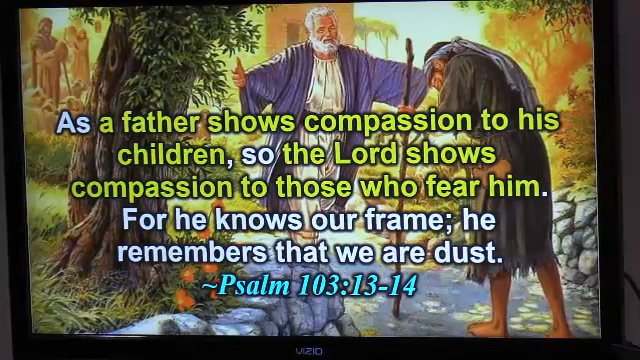 As a father shows compassion to his
children, so the Lord shows
compassion to those who fear him.
For he knows our frame; he
remembers that we are dust.
~Psalm 103:13-14
VIZIO